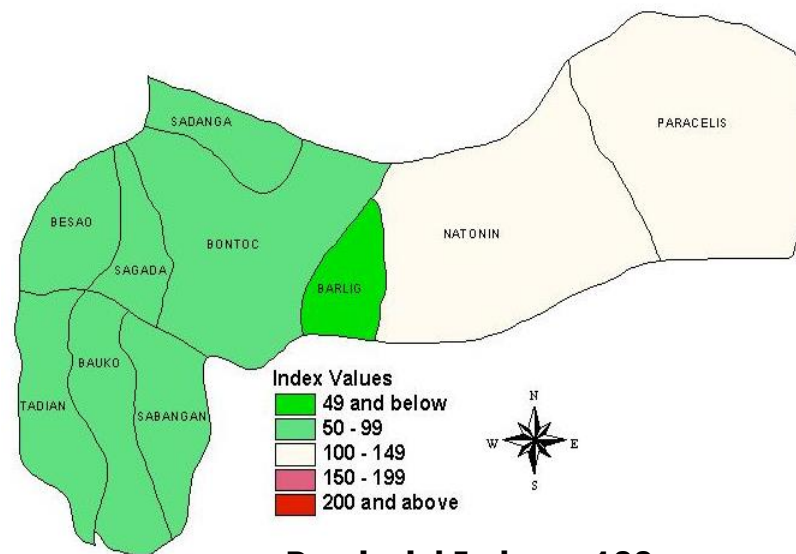 PARACELIS
SADANGA
BESAO
BONTOC
NATONIN
SAGADA
BARLIG
BAUKO
TADIAN
SABANGAN
Index Values
49 and below
50 - 99
100 - 149
150 - 199
200 and above
N
W E
S